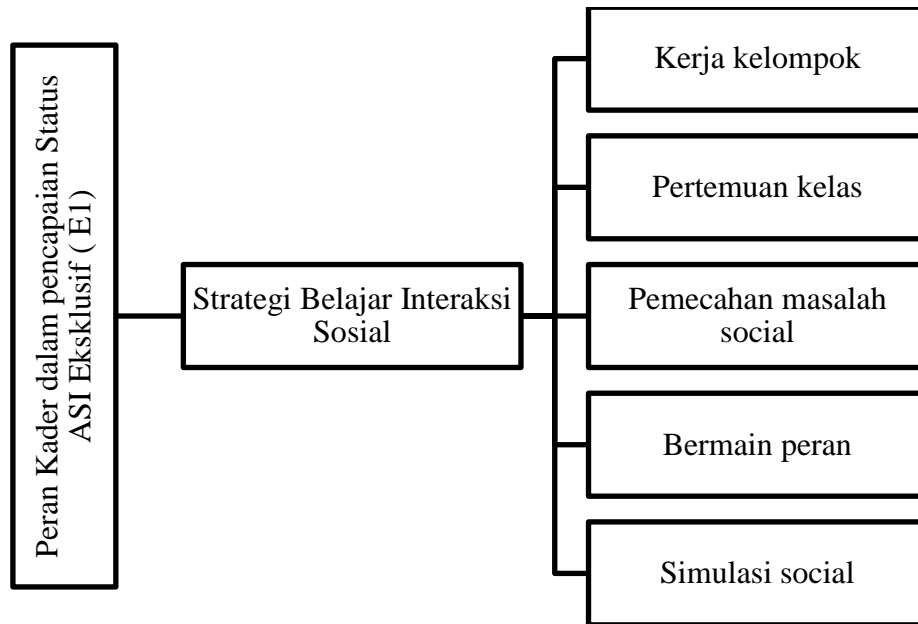 Peran Kader dalam pencapaian Status
ASI Eksklusif ( E1)
Strategi Belajar Interaksi
Sosial
Kerja kelompok
Pertemuan kelas
Pemecahan masalah
social
Bermain peran
Simulasi social